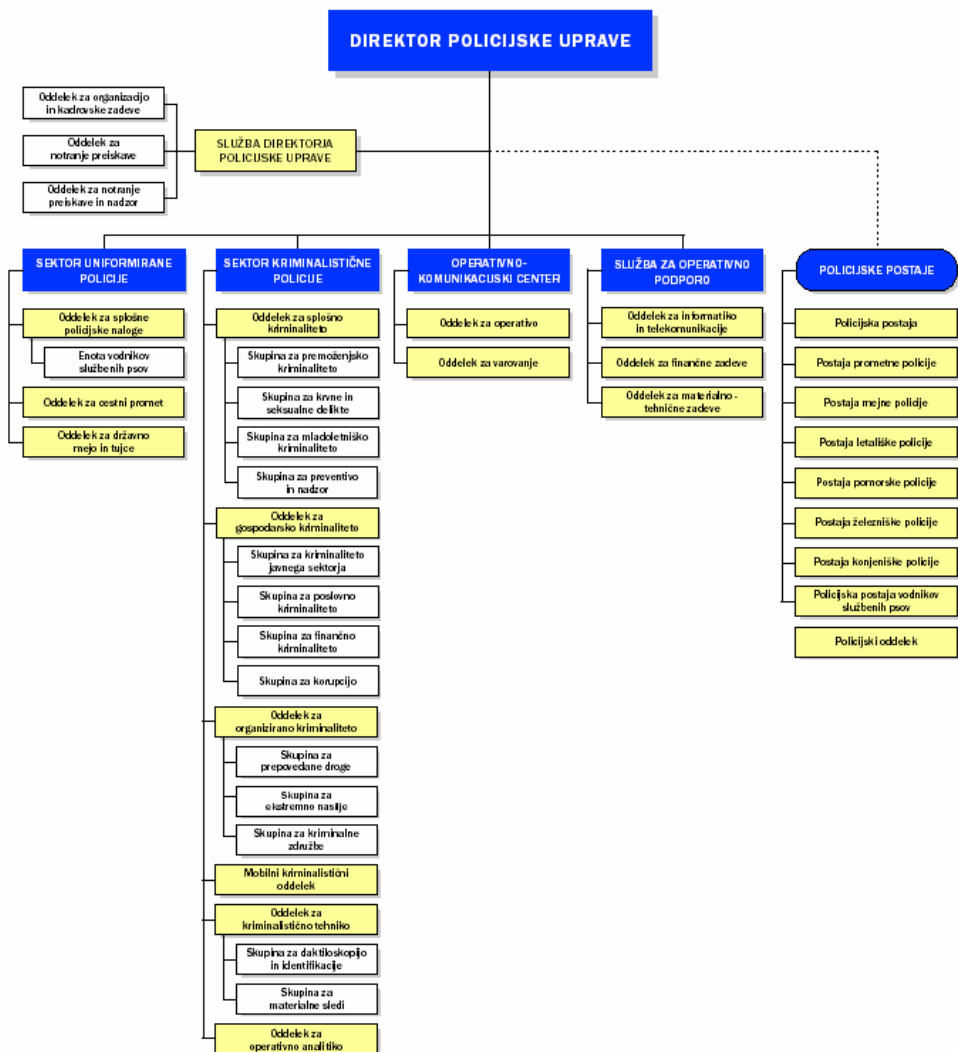 DIREKTOR POLICIJSKE UPRAVE
Oddelek za organizacijo
in kadrovske zadeve
Oddelek za
notranje preiskave
Oddelek za notranje
preiskave in nadzor
SLUŽBA DIREKTORJA
POLICIJSKE UPRAVE
SEKTOR UNIFORMIRANE
POLICIJE
Oddelek za splošne
policijske naloge
Enota vodnikov
službenih psov
Oddelek za cestni promet
Oddelek za državno
mejo in tujce
SEKTOR KRIMINALISTIČNE
POLICIJE
Oddelek za splošno
kriminaliteto
Skupina za premoženjsko
kriminaliteto
Skupina za krvne in
seksualne delikte
Skupina za mladoletniško
kriminaliteto
Skupina za preventivo
in nadzor
Oddelek za
gospodarsko kriminaliteto
Skupina za kriminaliteto
javnega sektorja
Skupina za poslovno
kriminaliteto
Skupina za finančno
kriminaliteto
Skupina za korupcijo
Oddelek za
organizirano kriminaliteto
Skupina za
prepovedane droge
Skupina za
ekstremno nasilje
Skupina za kriminalne
združbe
Mobilni kriminalistični
oddelek
Oddelek za
kriminalistično tehniko
Skupina za daktiloskopijo
in identifikacije
Skupina za
materialne sledi
Oddelek za
operativno analitiko
OPERATIVNO-
KOMUNIKACIJSKI CENTER
Oddelek za operativo
Oddelek za varovanje
SLUŽBA ZA OPERATIVNO
PODPORO
Oddelek za informatiko
in telekomunikacije
Oddelek za finančne zadeve
Oddelek za materialno -
tehnične zadeve
POLICIJSKE POSTAJE
Policijska postaja
Postaja prometne policije
Postaja mejne policije
Postaja letališke policije
Postaja pomorske policije
Postaja železniške policije
Postaja konjeniške policije
Policijska postaja vodnikov
službenih psov
Policijski oddelek